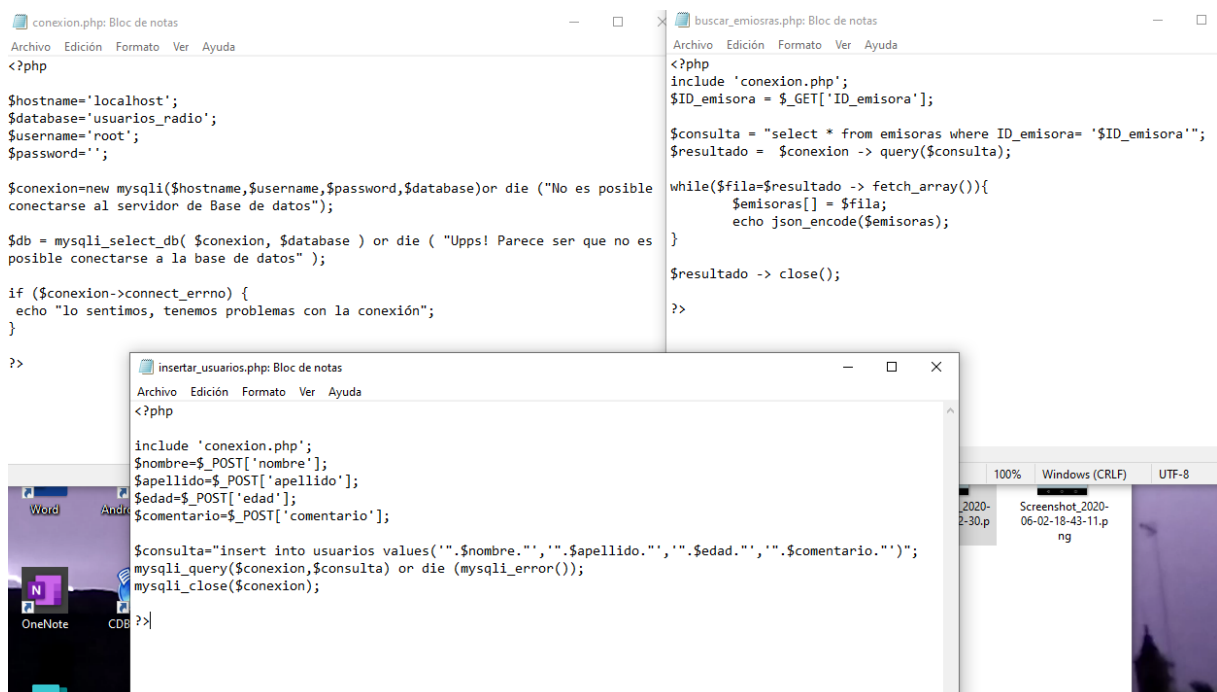 conexion.php: Bloc de notas
Archivo Edición Formato Ver Ayuda
<?php
$hostname='localhost';
$database='usuarios_radio';
$username='root';
$password='';
$conexion=new mysqli($hostname,$username,$password,$database)or die ("No es posible
conectarse al servidor de Base de datos");
$db = mysqli_select_db( $conexion, $database ) or die ( "Upps! Parece ser que no es
posible conectarse a la base de datos" );
if ($conexion->connect_errno) {
echo "lo sentimos, tenemos problemas con la conexión";
}
?>
buscar_emiosras.php: Bloc de notas
Archivo Edición Formato Ver Ayuda
<?php
include 'conexion.php';
$ID_emisora = $_GET['ID_emisora'];
$consulta = "select * from emisoras where ID_emisora= '$ID_emisora'";
$resultado =  $conexion -> query($consulta);
while($fila=$resultado -> fetch_array()){
$emisoras[] = $fila;
echo json_encode($emisoras);
}
$resultado -> close();
?>
insertar_usuarios.php: Bloc de notas
Archivo Edición Formato Ver Ayuda
<?php
include 'conexion.php';
$nombre=$_POST['nombre'];
$apellido=$_POST['apellido'];
$edad=$_POST['edad'];
$comentario=$_POST['comentario'];
$consulta="insert into usuarios values('".$nombre."','".$apellido."','".$edad."','".$comentario."')";
mysqli_query($conexion,$consulta) or die (mysqli_error());
mysqli_close($conexion);
?>
100% Windows (CRLF) UTF-8
Word
OneNote
CDB
_2020-
2-30.p
Screenshot_2020-
06-02-18-43-11.p
ng